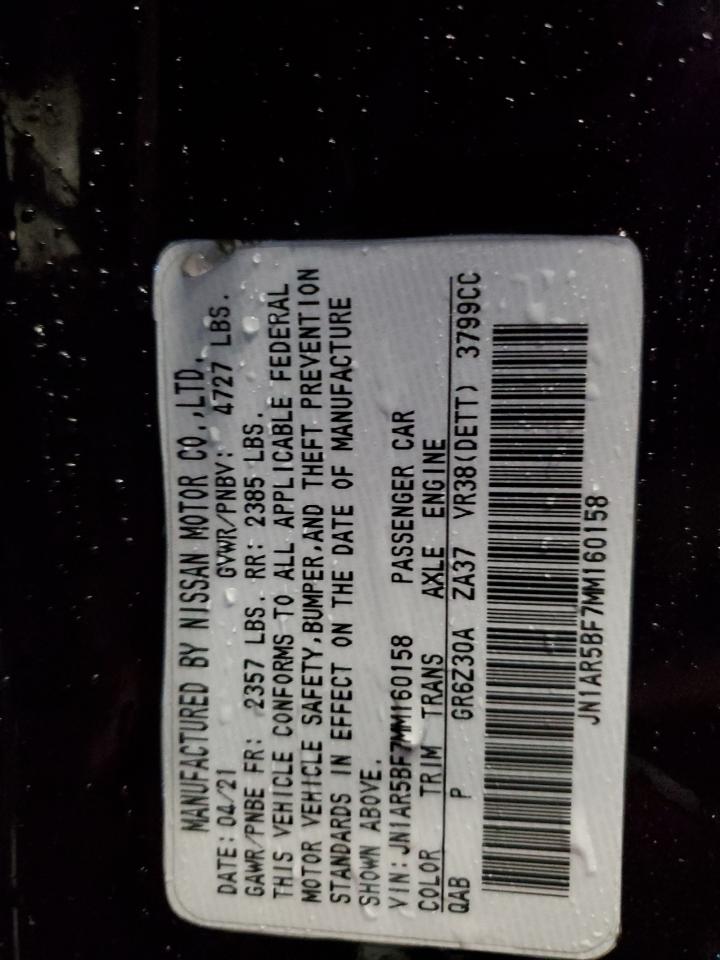 MANUFACTURED BY NISSAN MOTOR CO.,LTD.
DATE: 04/21 GVWR/PNBV: 4727 LBS.
GAWR/PNBE FR: 2357 LBS. RR: 2385 LBS.
THIS VEHICLE CONFORMS TO ALL APPLICABLE FEDERAL
MOTOR VEHICLE SAFETY,BUMPER,AND THEFT PREVENTION
STANDARDS IN EFFECT ON THE DATE OF MANUFACTURE
SHOWN ABOVE.
VIN: JN1AR5BF7MM160158 PASSENGER CAR
COLOR TRIM TRANS AXLE ENGINE
QAB P GR6Z30A ZA37 VR38(DETT) 3799CC
JN1AR5BF7MM160158